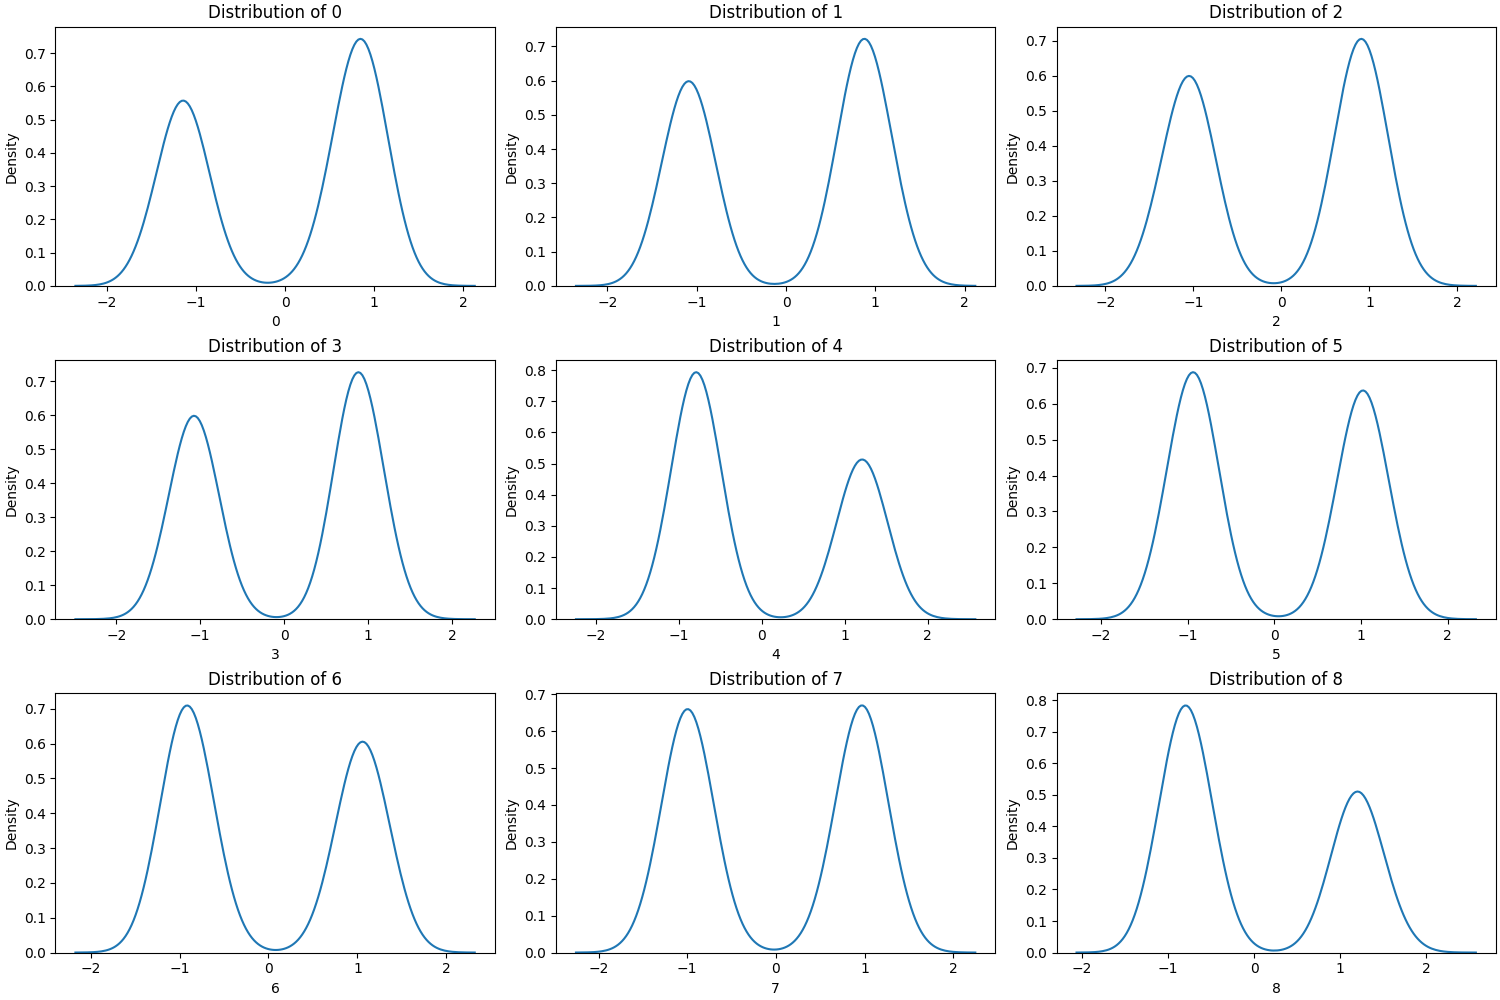 Distribution of 0 Distribution of 1 Distribution of 2
Density 0.0 0.1 0.2 0.3 0.4 0.5 0.6 0.7
−2 −1 0 1 2
0
Density 0.0 0.1 0.2 0.3 0.4 0.5 0.6 0.7
−2 −1 0 1 2
1
Density 0.0 0.1 0.2 0.3 0.4 0.5 0.6 0.7
−2 −1 0 1 2
2
Distribution of 3 Distribution of 4 Distribution of 5
Density 0.0 0.1 0.2 0.3 0.4 0.5 0.6 0.7
−2 −1 0 1 2
3
Density 0.0 0.1 0.2 0.3 0.4 0.5 0.6 0.7 0.8
−2 −1 0 1 2
4
Density 0.0 0.1 0.2 0.3 0.4 0.5 0.6 0.7
−2 −1 0 1 2
5
Distribution of 6 Distribution of 7 Distribution of 8
Density 0.0 0.1 0.2 0.3 0.4 0.5 0.6 0.7
−2 −1 0 1 2
6
Density 0.0 0.1 0.2 0.3 0.4 0.5 0.6 0.7
−2 −1 0 1 2
7
Density 0.0 0.1 0.2 0.3 0.4 0.5 0.6 0.7 0.8
−2 −1 0 1 2
8